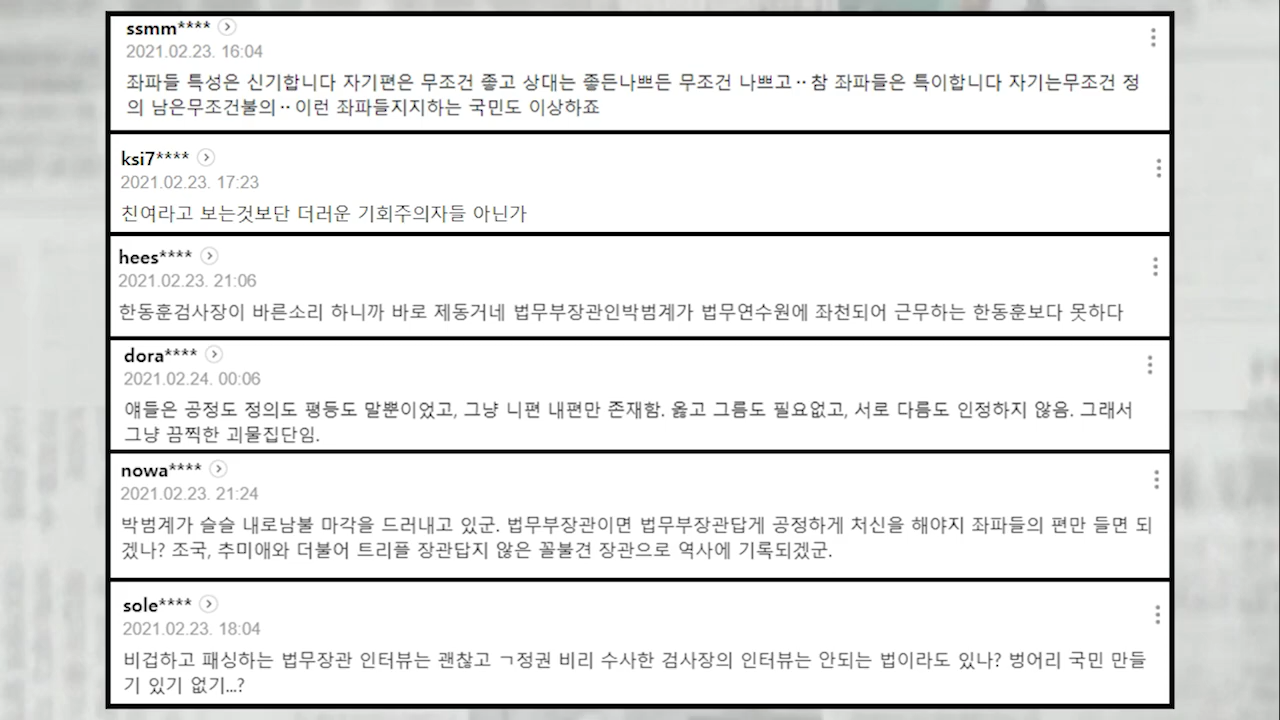 ssmm****
2021.02.23. 16:04
좌파들 특성은 신기합니다 자기편은 무조건 좋고 상대는 좋든나쁘든 무조건 나쁘고‥참 좌파들은 특이합니다 자기는무조건 정
의 남은무조건불의‥이런 좌파들지지하는 국민도 이상하죠
ksi7****
2021.02.23. 17:23
친여라고 보는것보단 더러운 기회주의자들 아닌가
hees****
2021.02.23. 21:06
한동훈검사장이 바른소리 하니까 바로 제동거네 법무부장관인박범계가 법무연수원에 좌천되어 근무하는 한동훈보다 못하다
dora****
2021.02.24. 00:06
얘들은 공정도 정의도 평등도 말뿐이었고, 그냥 니편 내편만 존재함. 옳고 그름도 필요없고, 서로 다름도 인정하지 않음. 그래서
그냥 끔찍한 괴물집단임.
nowa****
2021.02.23. 21:24
박범계가 슬슬 내로남불 마각을 드러내고 있군. 법무부장관이면 법무부장관답게 공정하게 처신을 해야지 좌파들의 편만 들면 되
겠나? 조국, 추미애와 더불어 트리플 장관답지 않은 꼴불견 장관으로 역사에 기록되겠군.
sole****
2021.02.23. 18:04
비겁하고 패싱하는 법무장관 인터뷰는 괜찮고 ㄱ정권 비리 수사한 검사장의 인터뷰는 안되는 법이라도 있나? 벙어리 국민 만들
기 있기 없기...?